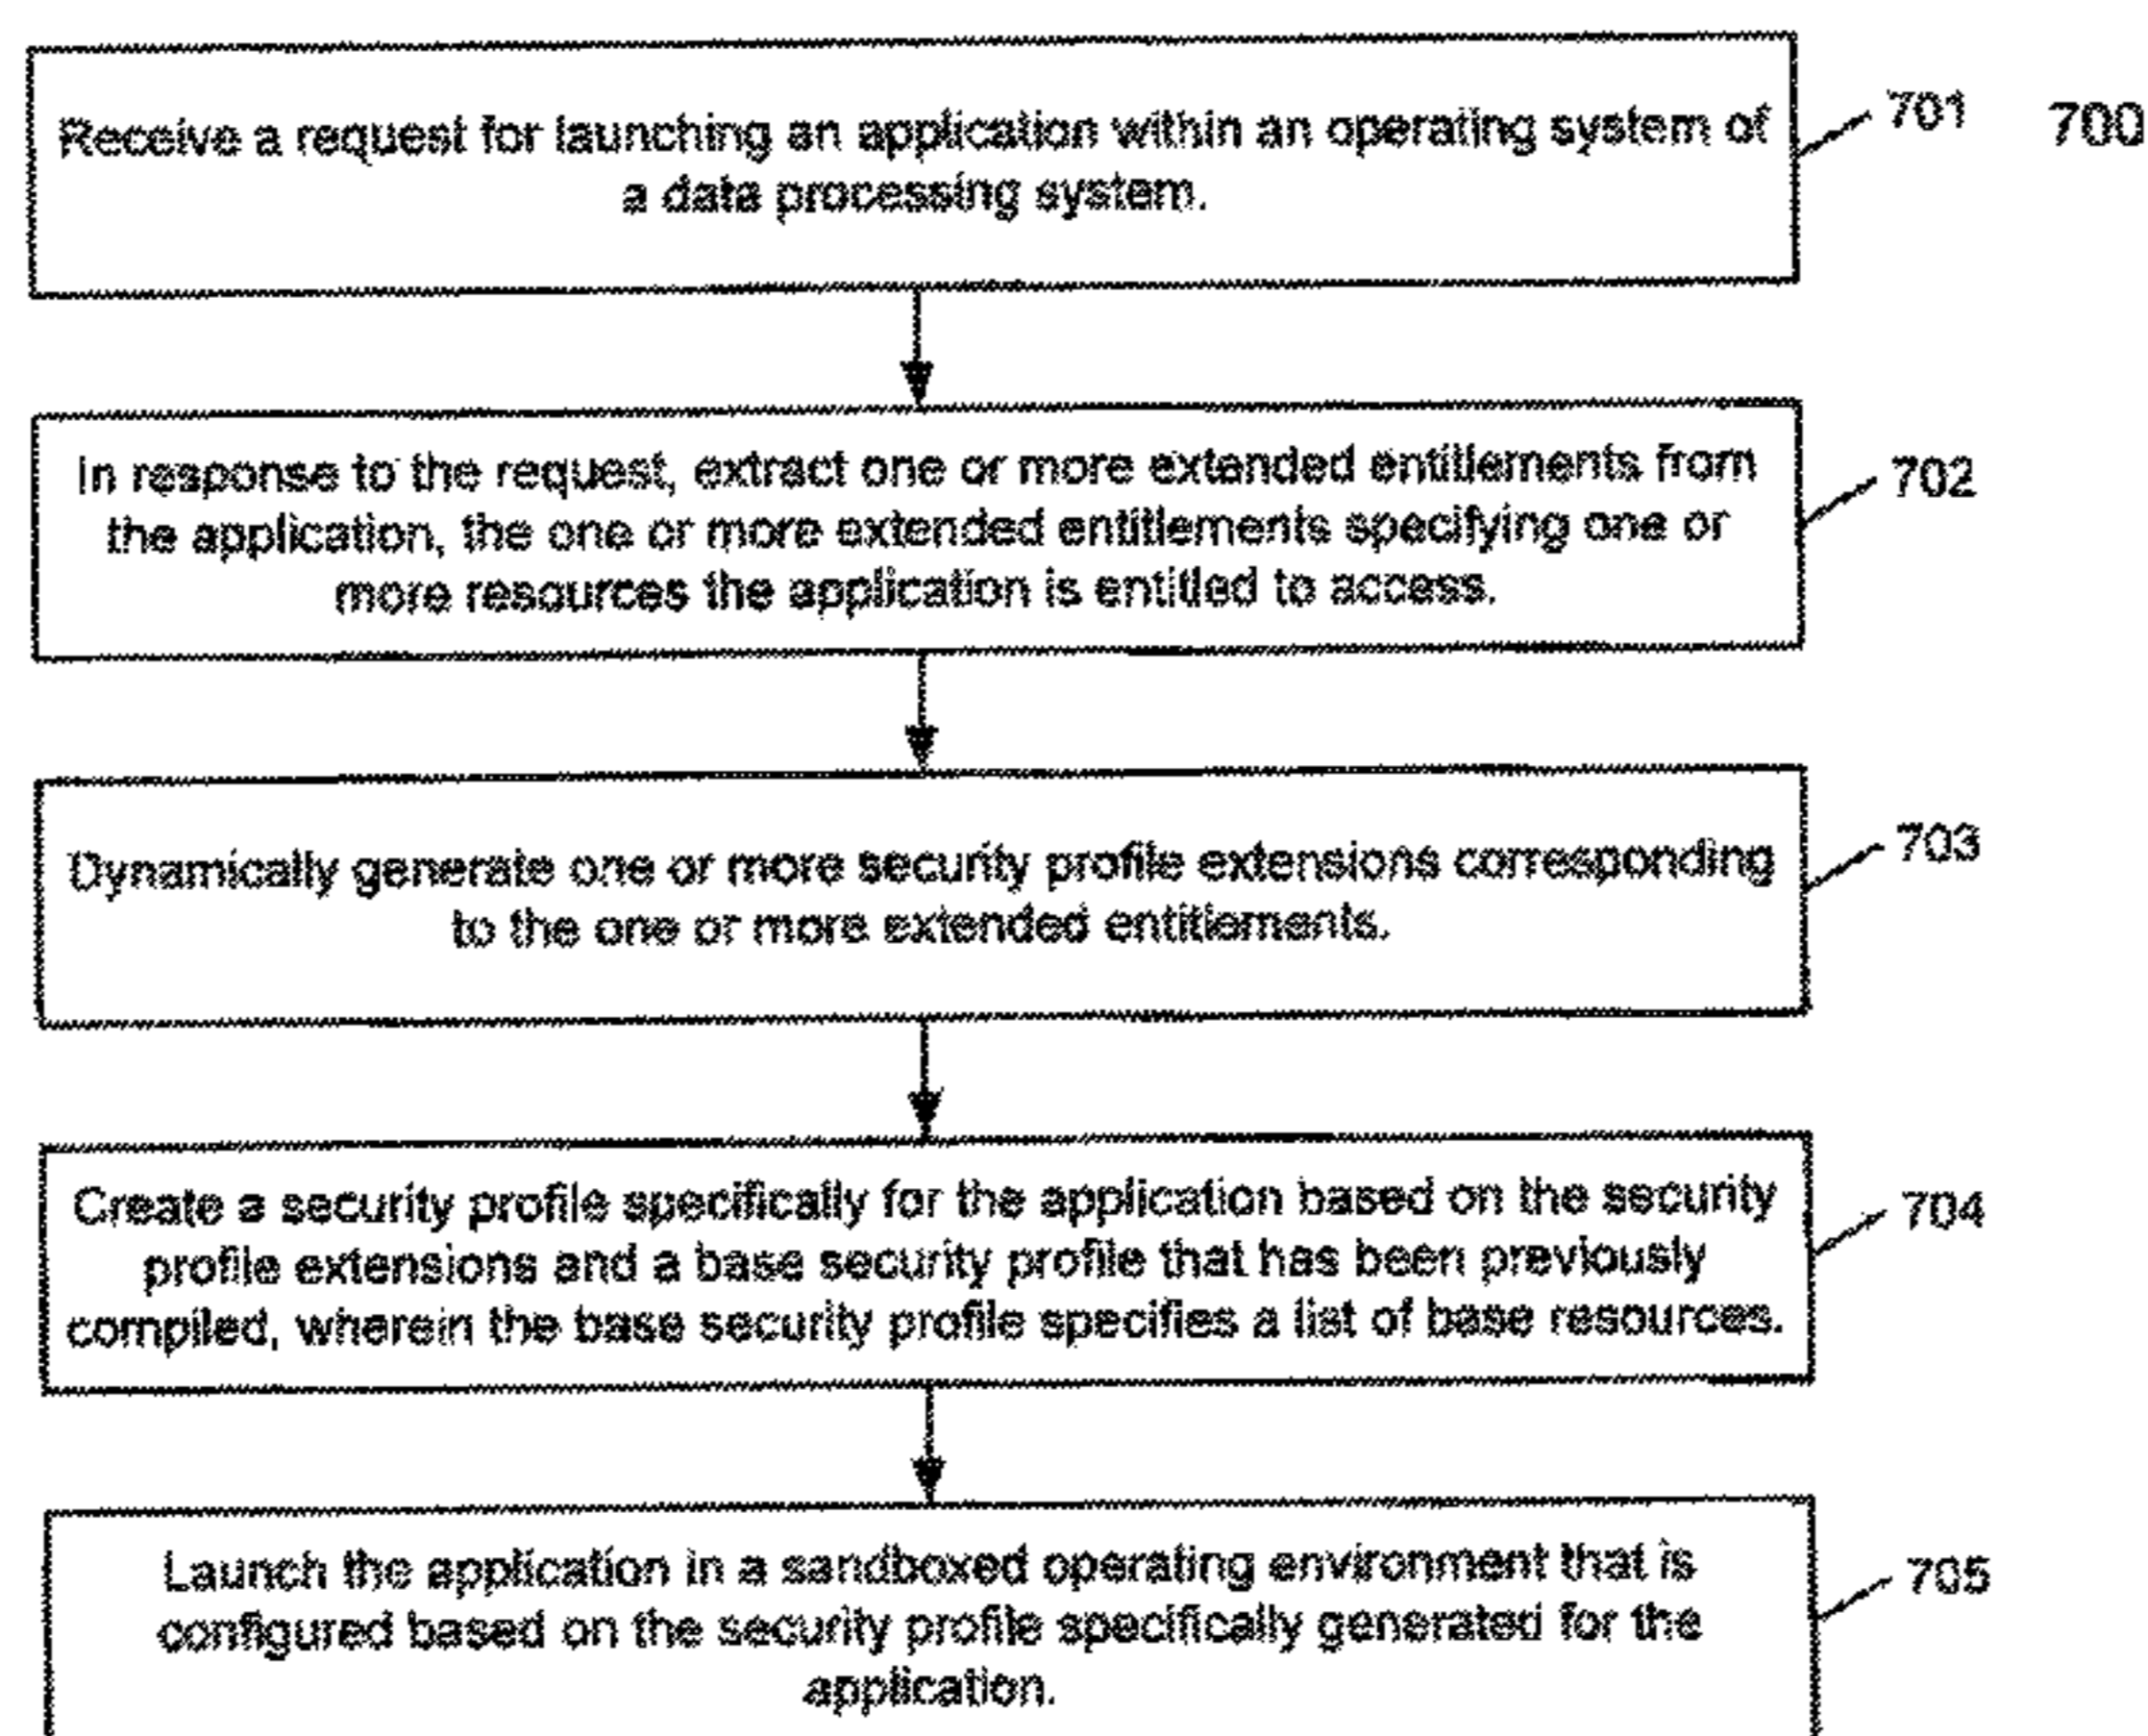 Receive a request for launching an application within an operating system of
a data processing system.
701
700
In response to the request, extract one or more extended entitlements from
the application, the one or more extended entitlements specifying one or
more resources the application is entitled to access.
702
Dynamically generate one or more security profile extensions corresponding
to the one or more extended entitlements.
703
Create a security profile specifically for the application based on the security
profile extensions and a base security profile that has been previously
compiled, wherein the base security profile specifies a list of base resources.
704
Launch the application in a sandboxed operating environment that is
configured based on the security profile specifically generated for the
application.
705